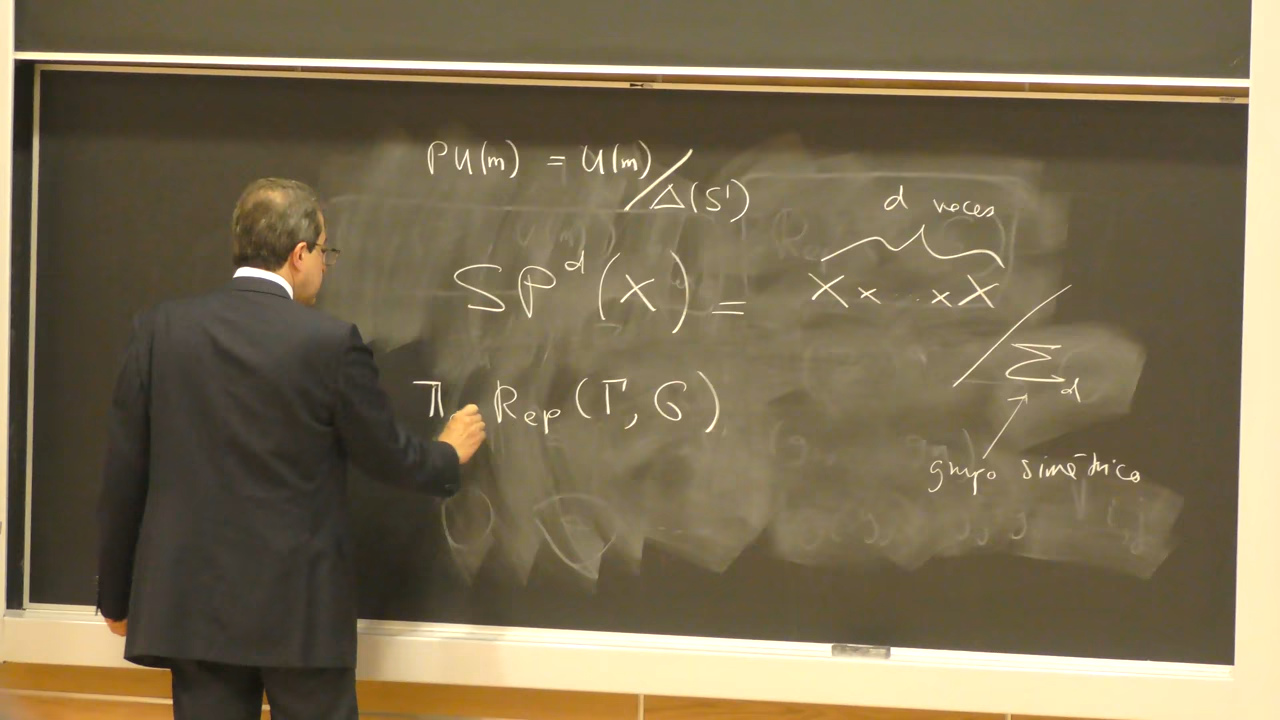 PU(m) = U(m)/Δ(S¹)
d veces
SP^d(X) = X × ... × X / Σ_d
π Rep(Γ, G)
grupo simétrico